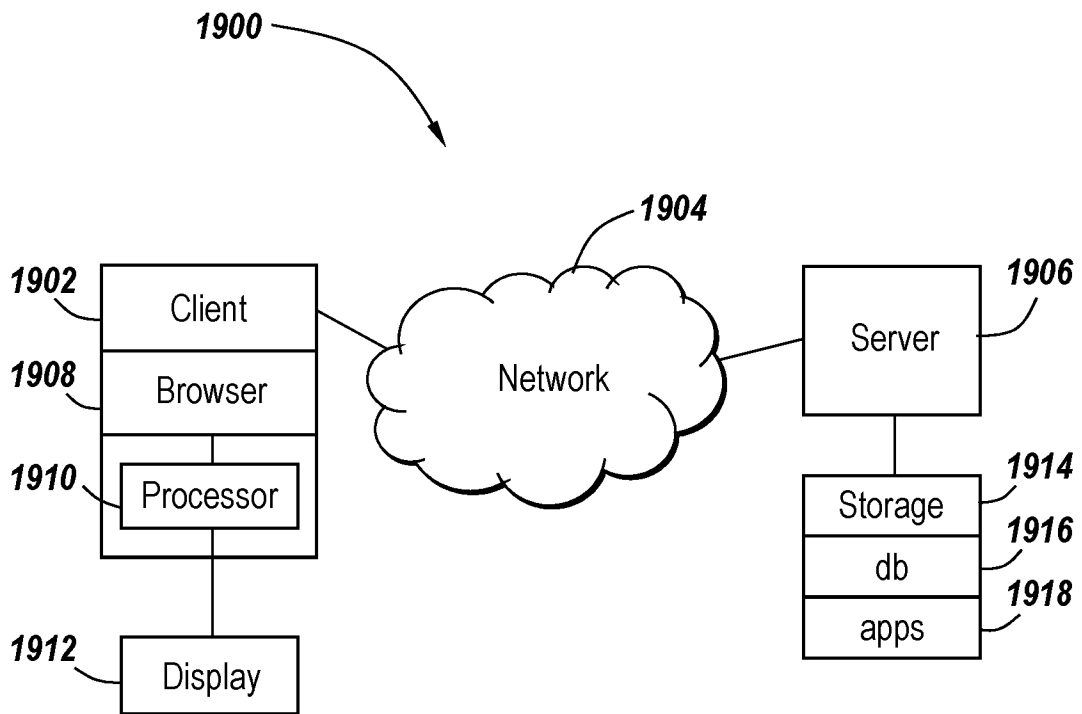 1900
1904
1902
Client
1906
Server
1908
Browser
Network
1910
Processor
1914
Storage
1916
db
1918
apps
1912
Display